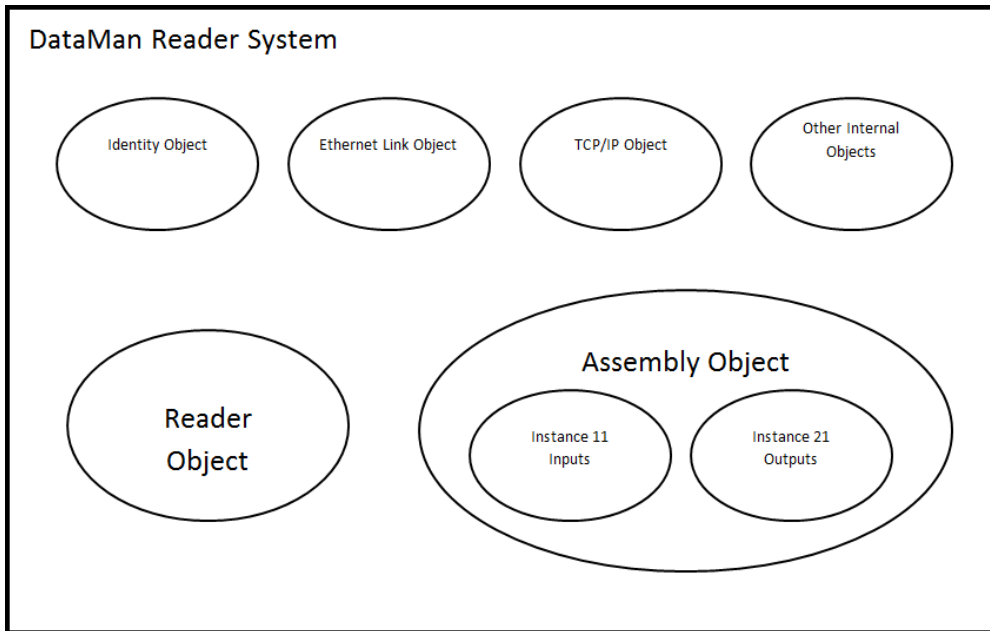 DataMan Reader System
Identity Object
Ethernet Link Object
TCP/IP Object
Other Internal
Objects
Reader
Object
Assembly Object
Instance 11
Inputs
Instance 21
Outputs